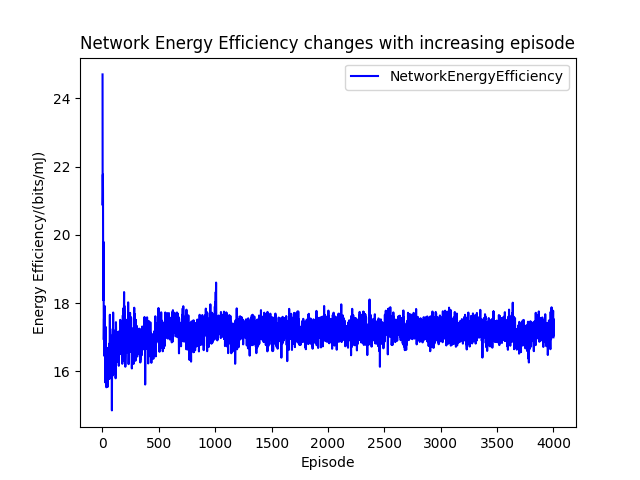 Network Energy Efficiency changes with increasing episode
NetworkEnergyEfficiency
Energy Efficiency/(bits/mJ)
24
22
20
18
16
0 500 1000 1500 2000 2500 3000 3500 4000
Episode